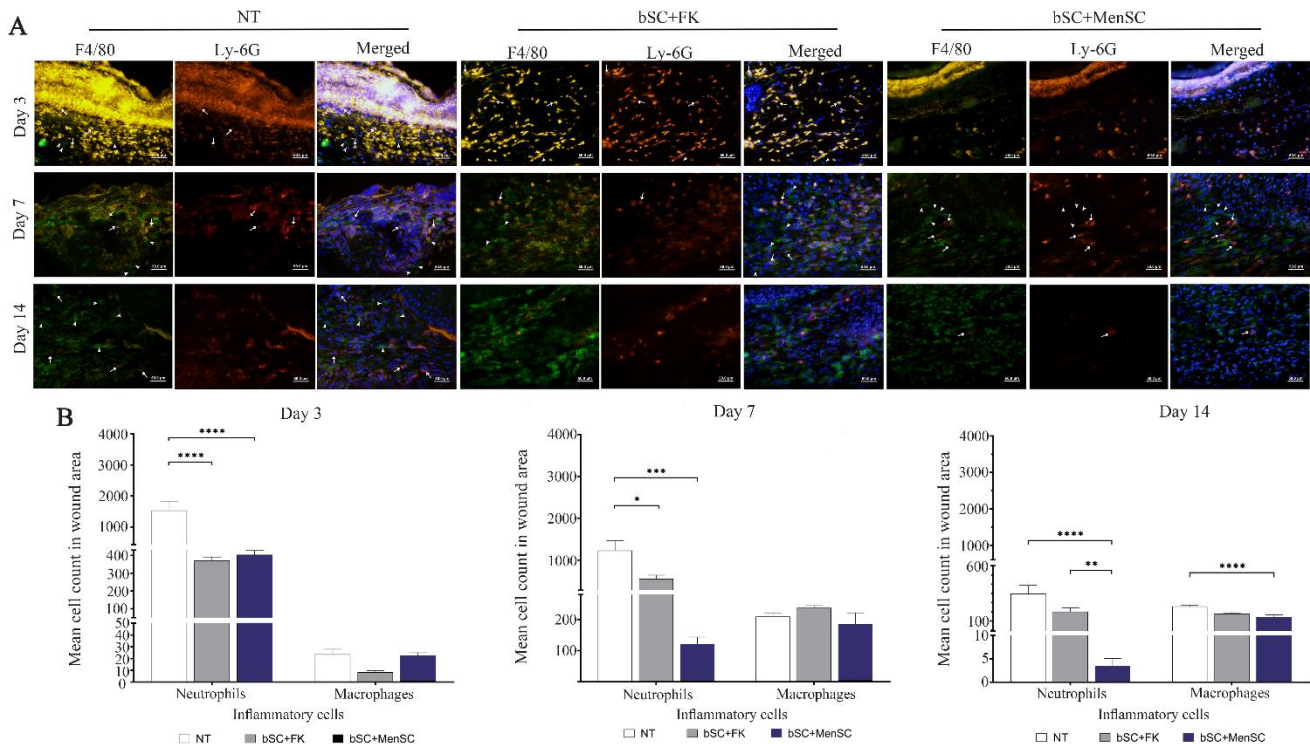 A
NT bSC+FK bSC+MenSC
F4/80 Ly-6G Merged F4/80 Ly-6G Merged F4/80 Ly-6G Merged
Day 3
Day 7
Day 14
B
Day 3
Mean cell count in wound area
4000
3000
2000
1000
400
300
200
100
50
40
30
20
10
0
****
****
Neutrophils Macrophages
Inflammatory cells
NT bSC+FK bSC+MenSC
Day 7
Mean cell count in wound area
4000
3000
2000
1000
200
100
***
*
Neutrophils Macrophages
Inflammatory cells
NT bSC+FK bSC+MenSC
Day 14
Mean cell count in wound area
4000
3000
2000
1000
600
100
10
5
0
****
**
****
Neutrophils Macrophages
Inflammatory cells
NT bSC+FK bSC+MenSC